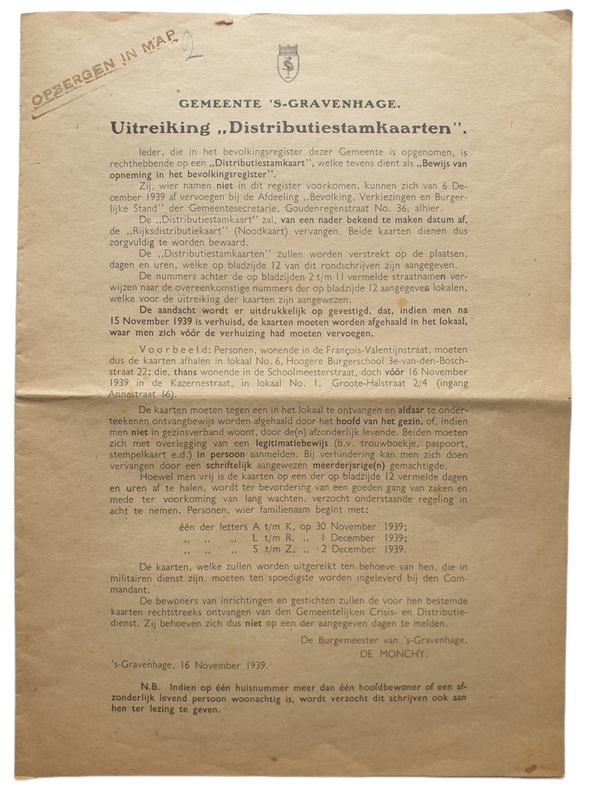 OPBERGEN IN MAP.
2
GEMEENTE 'S-GRAVENHAGE.
Uitreiking „Distributiestamkaarten”.
Ieder, die in het bevolkingsregister dezer Gemeente is opgenomen, is
rechthebbende op een „Distributiestamkaart”, welke tevens dient als „Bewijs van
opneming in het bevolkingsregister”.
Zij, wier namen niet in dit register voorkomen, kunnen zich van 6 De-
cember 1939 af vervoegen bij de Afdeeling „Bevolking, Verkiezingen en Burger-
lijke Stand” der Gemeentesecretarie, Goudenregenstraat No. 36, alhier.
De „Distributiestamkaart” zal, van een nader bekend te maken datum af,
de „Rijksdistributiekaart” (Noodkaart) vervangen. Beide kaarten dienen dus
zorgvuldig te worden bewaard.
De „Distributiestamkaarten” zullen worden verstrekt op de plaatsen,
dagen en uren, welke op bladzijde 12 van dit rondschrijven zijn aangegeven.
De nummers achter de op bladzijden 2 t/m 11 vermelde straatnamen ver-
wijzen naar de overeenkomstige nummers der op bladzijde 12 aangegeven lokalen,
welke voor de uitreiking der kaarten zijn aangewezen.
De aandacht wordt er uitdrukkelijk op gevestigd, dat, indien men na
15 November 1939 is verhuisd, de kaarten moeten worden afgehaald in het lokaal,
waar men zich vóór de verhuizing had moeten vervoegen.
Voorbeeld: Personen, wonende in de François-Valentijnstraat, moeten
dus de kaarten afhalen in lokaal No. 6, Hoogere Burgerschool 3e-van-den-Bosch-
straat 22; die, thans wonende in de Schoolmeesterstraat, doch vóór 16 November
1939 in de Kazernestraat, in lokaal No. 1, Groote-Halstraat 2/4 (ingang
Annastraat 16).
De kaarten moeten tegen een in het lokaal te ontvangen en aldaar te onder-
teekenen ontvangbewijs worden afgehaald door het hoofd van het gezin, of, indien
men niet in gezinsverband woont, door de(n) afzonderlijk levende. Beiden moeten
zich met overlegging van een legitimatiebewijs (b.v. trouwboekje, paspoort,
stempelkaart e.d.) in persoon aanmelden. Bij verhindering kan men zich doen
vervangen door een schriftelijk aangewezen meerderjarige(n) gemachtigde.
Hoewel men vrij is de kaarten op een der op bladzijde 12 vermelde dagen
en uren af te halen, wordt ter bevordering van een goeden gang van zaken en
mede ter voorkoming van lang wachten, verzocht onderstaande regeling in
acht te nemen. Personen, wier familienaam begint met:
één der letters A t/m K, op 30 November 1939;
„ „ „ L t/m R, „ 1 December 1939;
„ „ „ S t/m Z, „ 2 December 1939.
De kaarten, welke zullen worden uitgereikt ten behoeve van hen, die in
militairen dienst zijn, moeten ten spoedigste worden ingeleverd bij den Com-
mandant.
De bewoners van inrichtingen en gestichten zullen de voor hen bestemde
kaarten rechtstreeks ontvangen van den Gemeentelijken Crisis- en Distributie-
dienst. Zij behoeven zich dus niet op een der aangegeven dagen te melden.
De Burgemeester van 's-Gravenhage,
DE MONCHY.
's-Gravenhage, 16 November 1939.
N.B. Indien op één huisnummer meer dan één hoofdbewoner of een af-
zonderlijk levend persoon woonachtig is, wordt verzocht dit schrijven ook aan
hen ter lezing te geven.